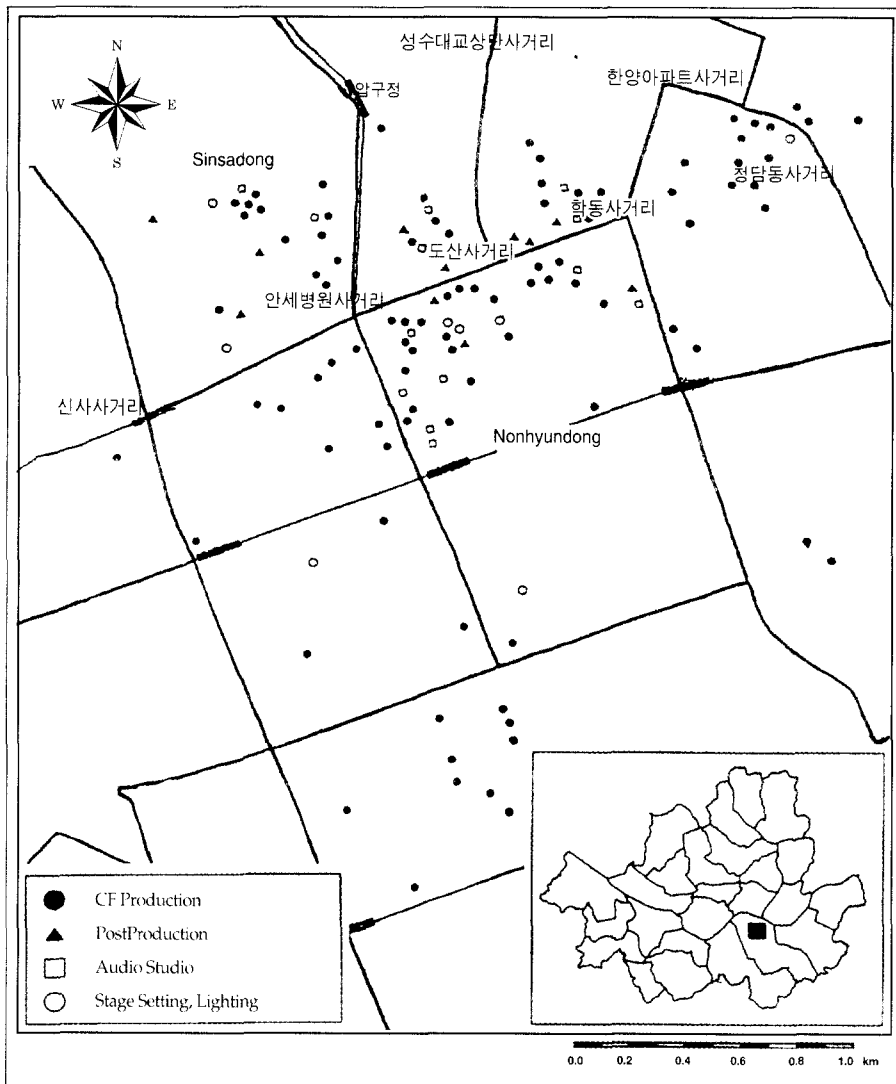 성수대교상단사거리
N
한양아파트사거리
압구정
W
E
S
Sinsadong
청담동사거리
학동사거리
도산사거리
안세병원사거리
신사사거리
Nonhyundong
CF Production
PostProduction
Audio Studio
Stage Setting, Lighting
0.0 0.2 0.4 0.6 0.8 1.0 km